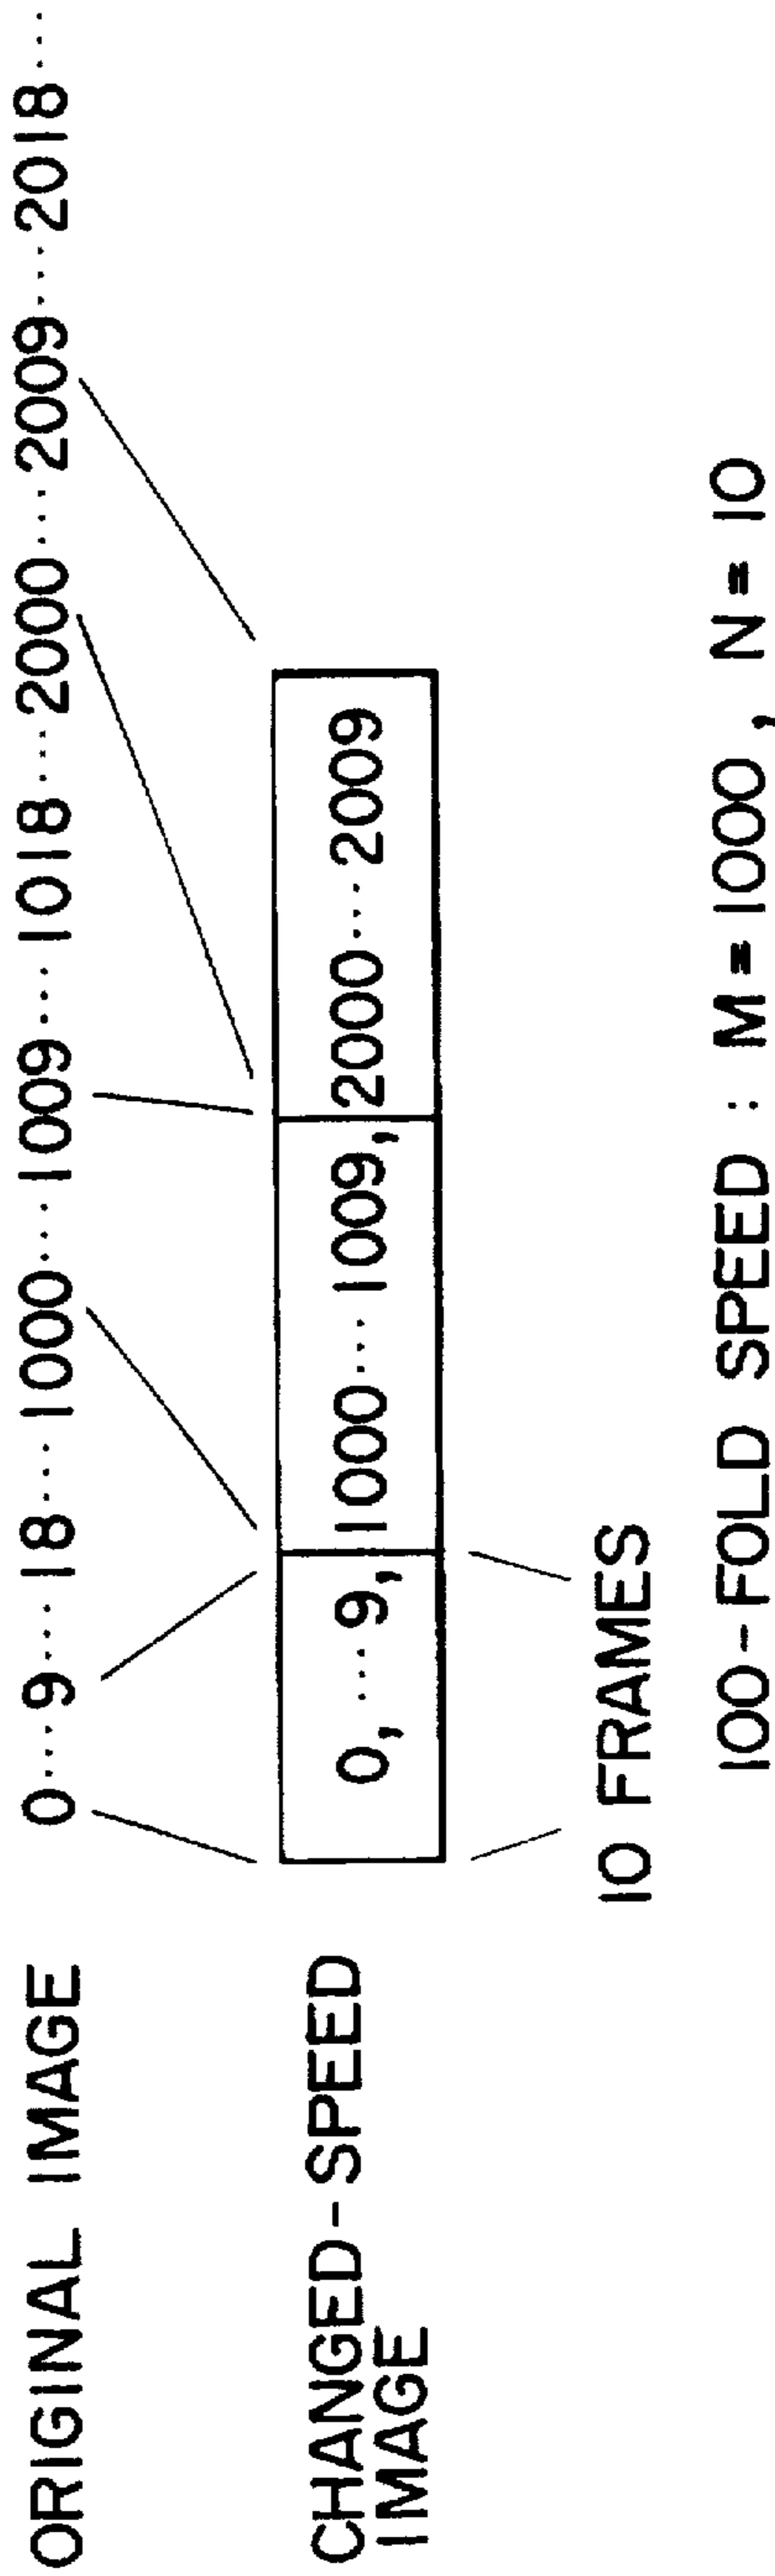 ORIGINAL IMAGE 0···9···18···1000···1009···1018···2000···2009···2018···
CHANGED-SPEED
IMAGE
0, ···9, 1000···1009, 2000···2009
10 FRAMES
100-FOLD SPEED : M=1000, N=10